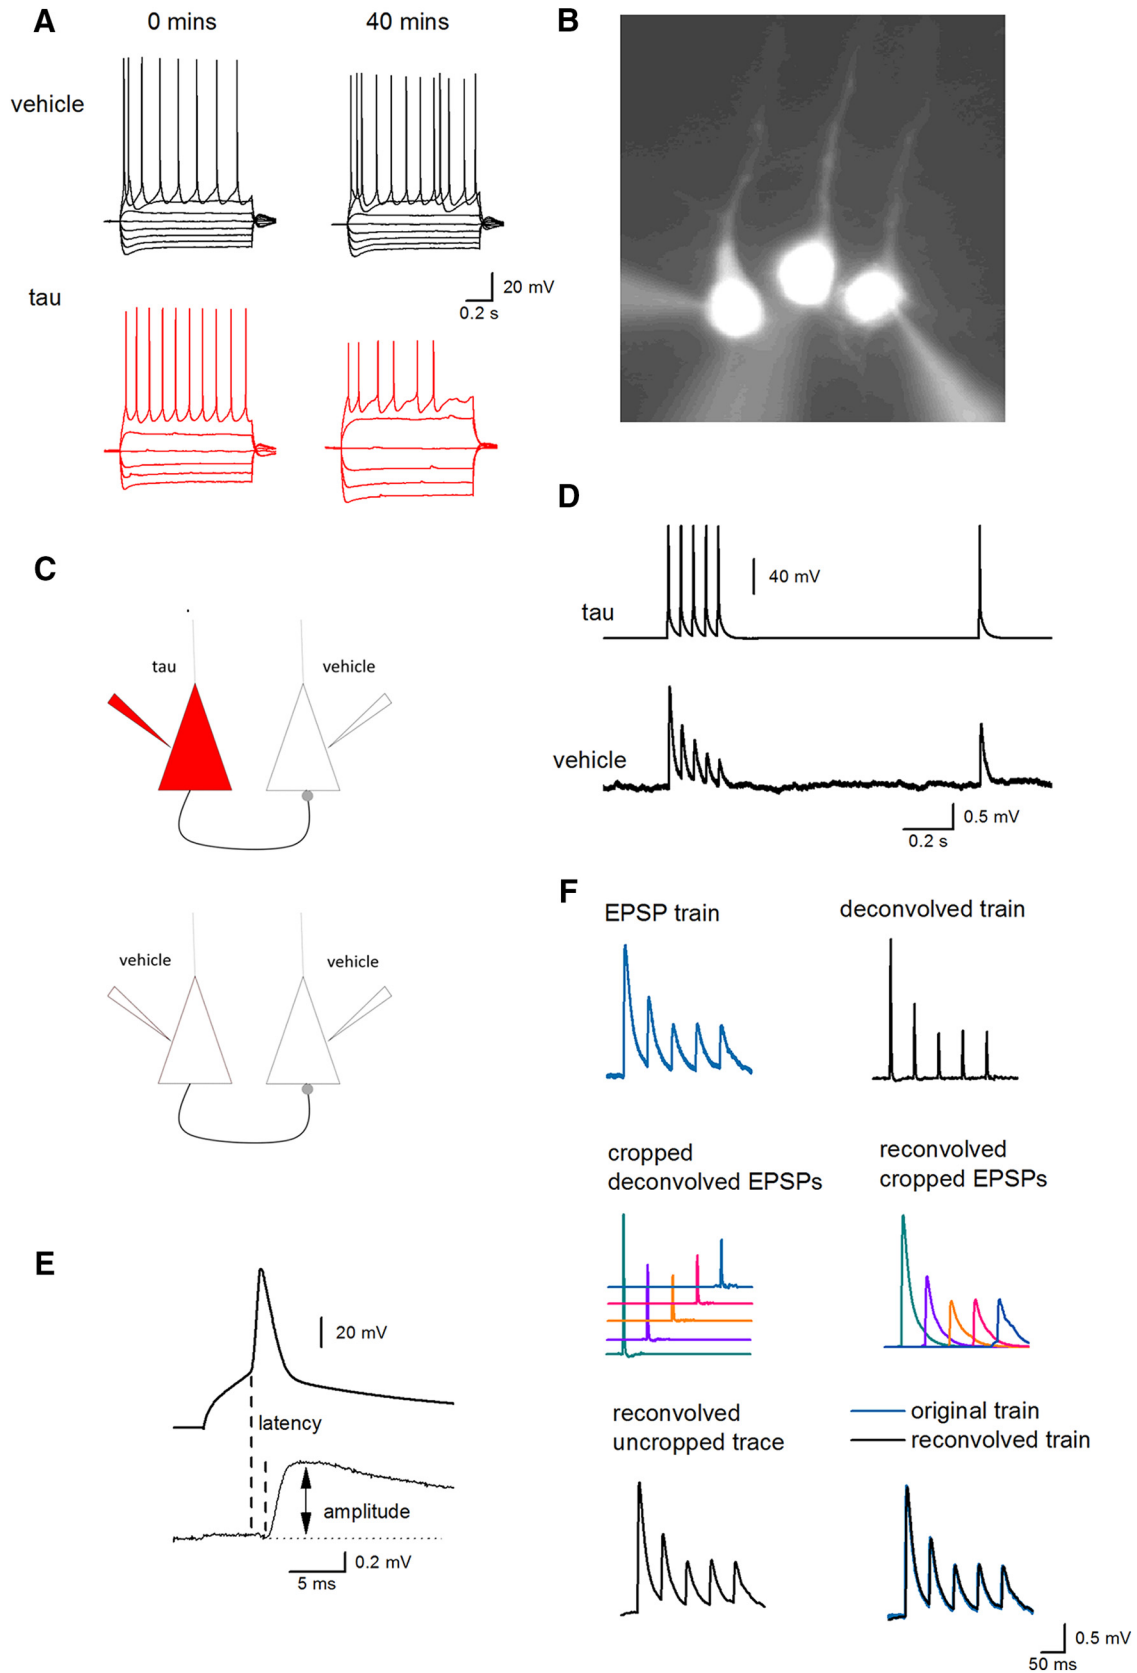 A
0 mins
40 mins
vehicle
tau
20 mV
0.2 s
B
C
tau
vehicle
vehicle
vehicle
D
tau
40 mV
vehicle
0.5 mV
0.2 s
E
20 mV
latency
amplitude
0.2 mV
5 ms
F
EPSP train
deconvolved train
cropped
deconvolved EPSPs
reconvolved
cropped EPSPs
reconvolved
uncropped trace
original train
reconvolved train
0.5 mV
50 ms